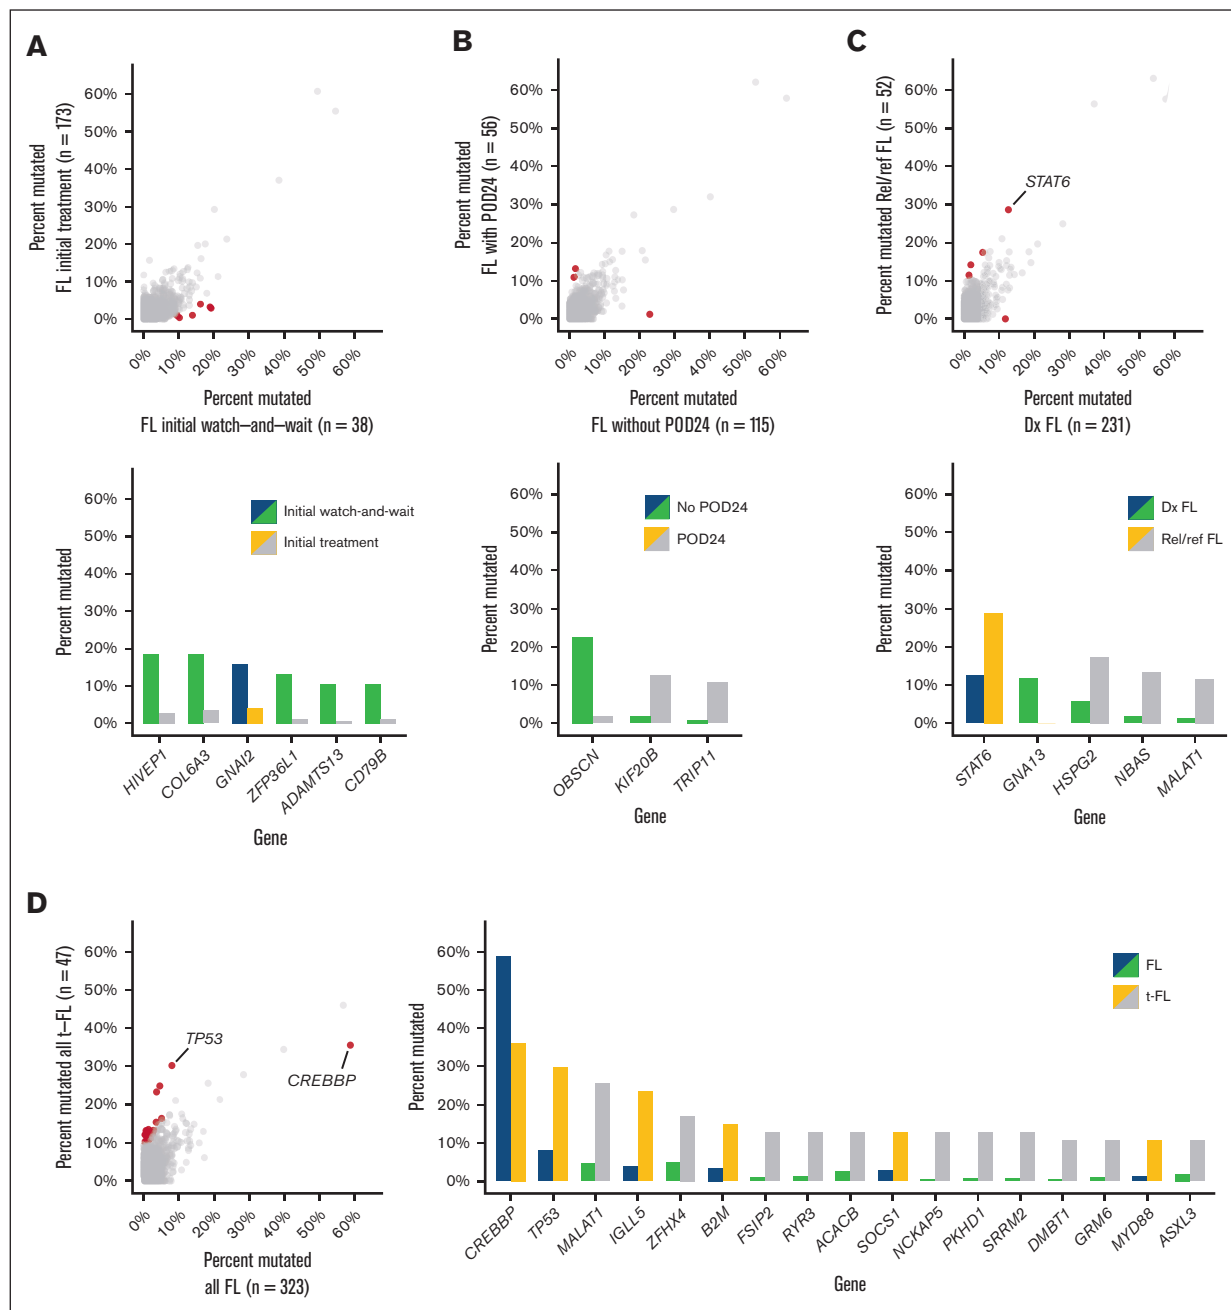 A
Percent mutated
FL initial treatment (n = 173)
60%
50%
40%
30%
20%
10%
0%
0%
10%
20%
30%
40%
50%
60%
Percent mutated
FL initial watch–and–wait (n = 38)
B
Percent mutated
FL with POD24 (n = 56)
60%
50%
40%
30%
20%
10%
0%
0%
10%
20%
30%
40%
50%
60%
Percent mutated
FL without POD24 (n = 115)
C
Percent mutated Rel/ref FL (n = 52)
60%
50%
40%
30%
20%
10%
0%
STAT6
0%
10%
20%
30%
40%
50%
60%
Percent mutated
Dx FL (n = 231)
Percent mutated
60%
50%
40%
30%
20%
10%
0%
Initial watch-and-wait
Initial treatment
HIVEP1
COL6A3
GNAI2
ZFP36L1
ADAMTS13
CD79B
Gene
Percent mutated
60%
50%
40%
30%
20%
10%
0%
No POD24
POD24
OBSCN
KIF20B
TRIP11
Gene
Percent mutated
60%
50%
40%
30%
20%
10%
0%
Dx FL
Rel/ref FL
STAT6
GNA13
HSPG2
NBAS
MALAT1
Gene
D
Percent mutated all t–FL (n = 47)
60%
50%
40%
30%
20%
10%
0%
TP53
CREBBP
0%
10%
20%
30%
40%
50%
60%
Percent mutated
all FL (n = 323)
Percent mutated
60%
50%
40%
30%
20%
10%
0%
FL
t-FL
CREBBP
TP53
MALAT1
IGLL5
ZFHX4
B2M
FSIP2
RYR3
ACACB
SOCS1
NCKAP5
PKHD1
SRRM2
DMBT1
GRM6
MYD88
ASXL3
Gene